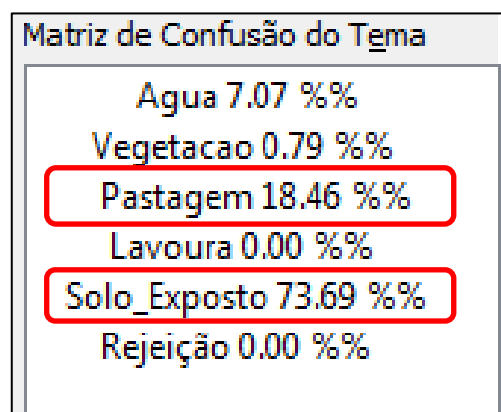 Matriz de Confusão do Tema
Agua 7.07 %%
Vegetacao 0.79 %%
Pastagem 18.46 %%
Lavoura 0.00 %%
Solo_Exposto 73.69 %%
Rejeição 0.00 %%